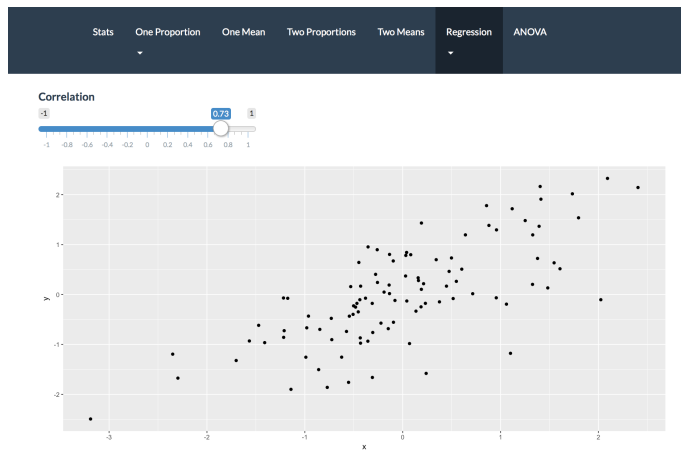 Stats One Proportion One Mean Two Proportions Two Means Regression ANOVA
Correlation
-1 0.73 1
-1 -0.8 -0.6 -0.4 -0.2 0 0.2 0.4 0.6 0.8 1
2
1
0
y
-1
-2
-3 -2 -1 0 1 2
x